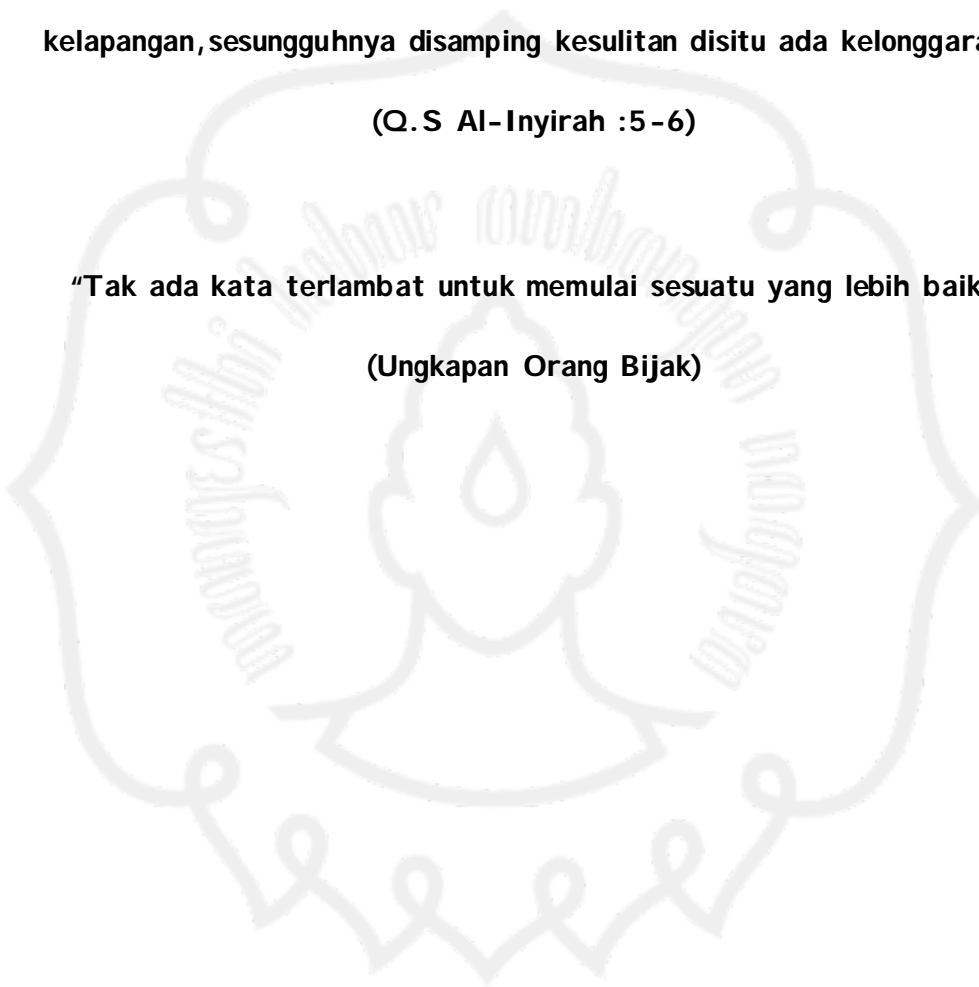 kelapangan,sesungguhnya disamping kesulitan disitu ada
(Q.S Al-Inyirah :5-6)
“Tak ada kata terlambat untuk memulai sesuatu yang lebih baik
(Ungkapan Orang Bijak)